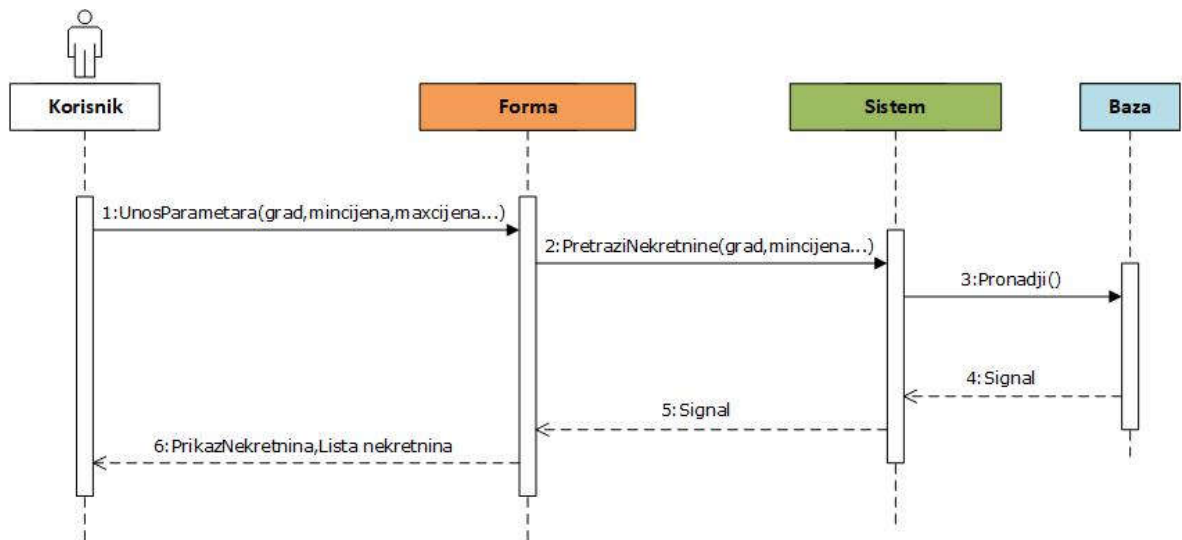 Korisnik
Forma
Sistem
Baza
1:UnosParametara(grad,mincijena,maxcijena...)
2:PretraziNekretnine(grad,mincijena...)
3:Pronadji()
4:Signal
5:Signal
6:PrikazNekretnina,Lista nekretnina